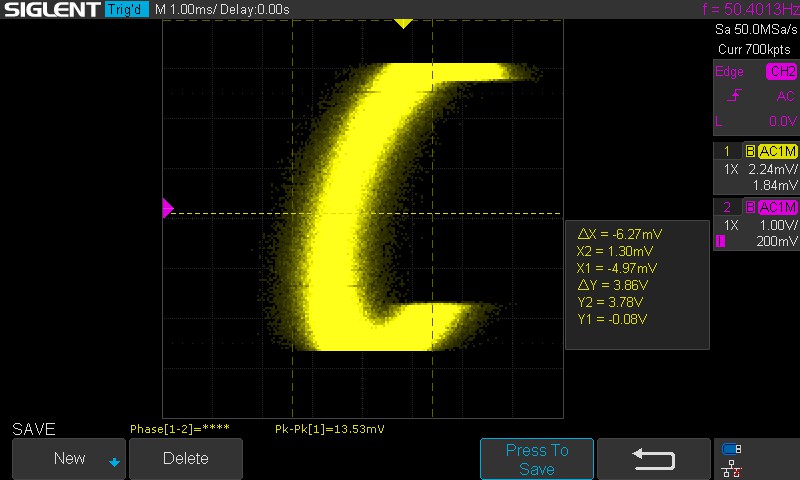 SIGLENT Trig'd M 1.00ms/ Delay:0.00s f = 50.4013Hz
Sa 50.0MSa/s
Curr 700kpts
Edge CH2
AC
L 0.0V
1 B AC1M
1X 2.24mV/
1.84mV
2 B AC1M
1X 1.00V/
I 200mV
ΔX = -6.27mV
X2 = 1.30mV
X1 = -4.97mV
ΔY = 3.86V
Y2 = 3.78V
Y1 = -0.08V
SAVE Phase[1-2]=**** Pk-Pk[1]=13.53mV
New Delete Press To Save